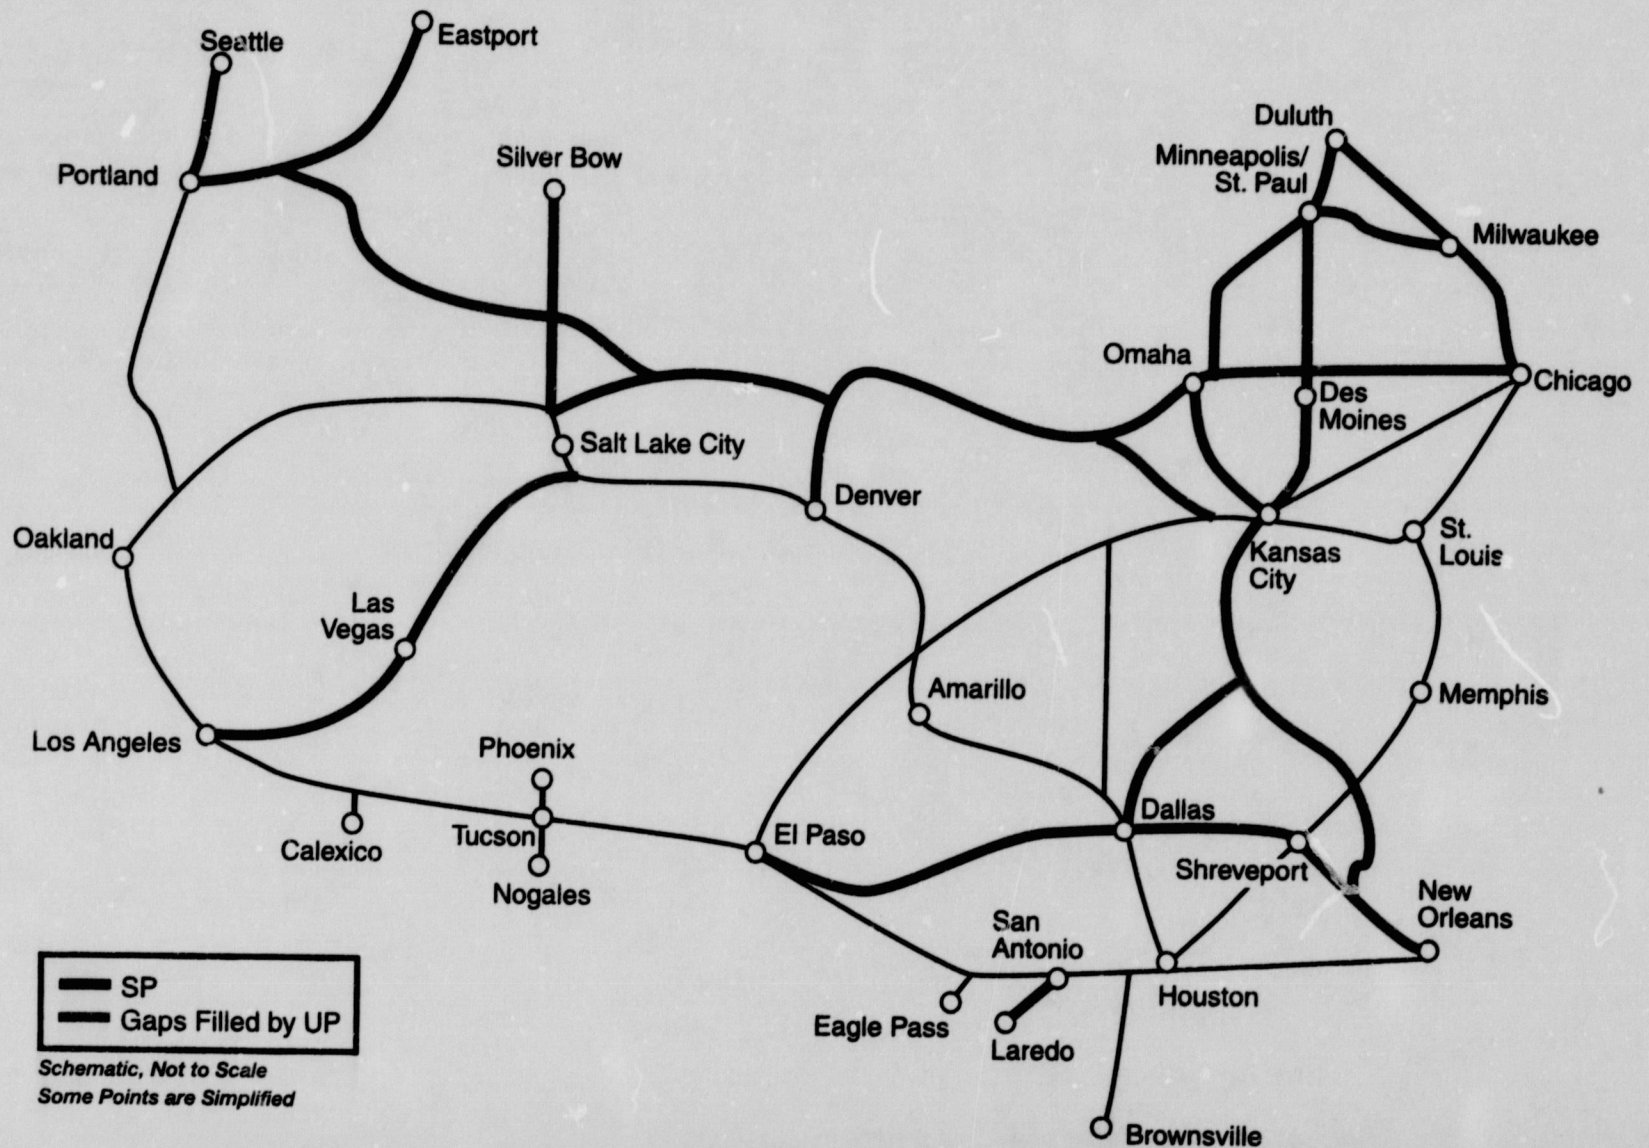 Seattle
Eastport
Portland
Silver Bow
Duluth
Minneapolis/
St. Paul
Milwaukee
Omaha
Chicago
Des
Moines
Salt Lake City
Denver
Oakland
St.
Louis
Kansas
City
Las
Vegas
Amarillo
Memphis
Los Angeles
Phoenix
Tucson
Calexico
Nogales
El Paso
Dallas
Shreveport
New
Orleans
San
Antonio
Houston
Eagle Pass
Laredo
Brownsville
SP
Gaps Filled by UP
Schematic, Not to Scale
Some Points are Simplified